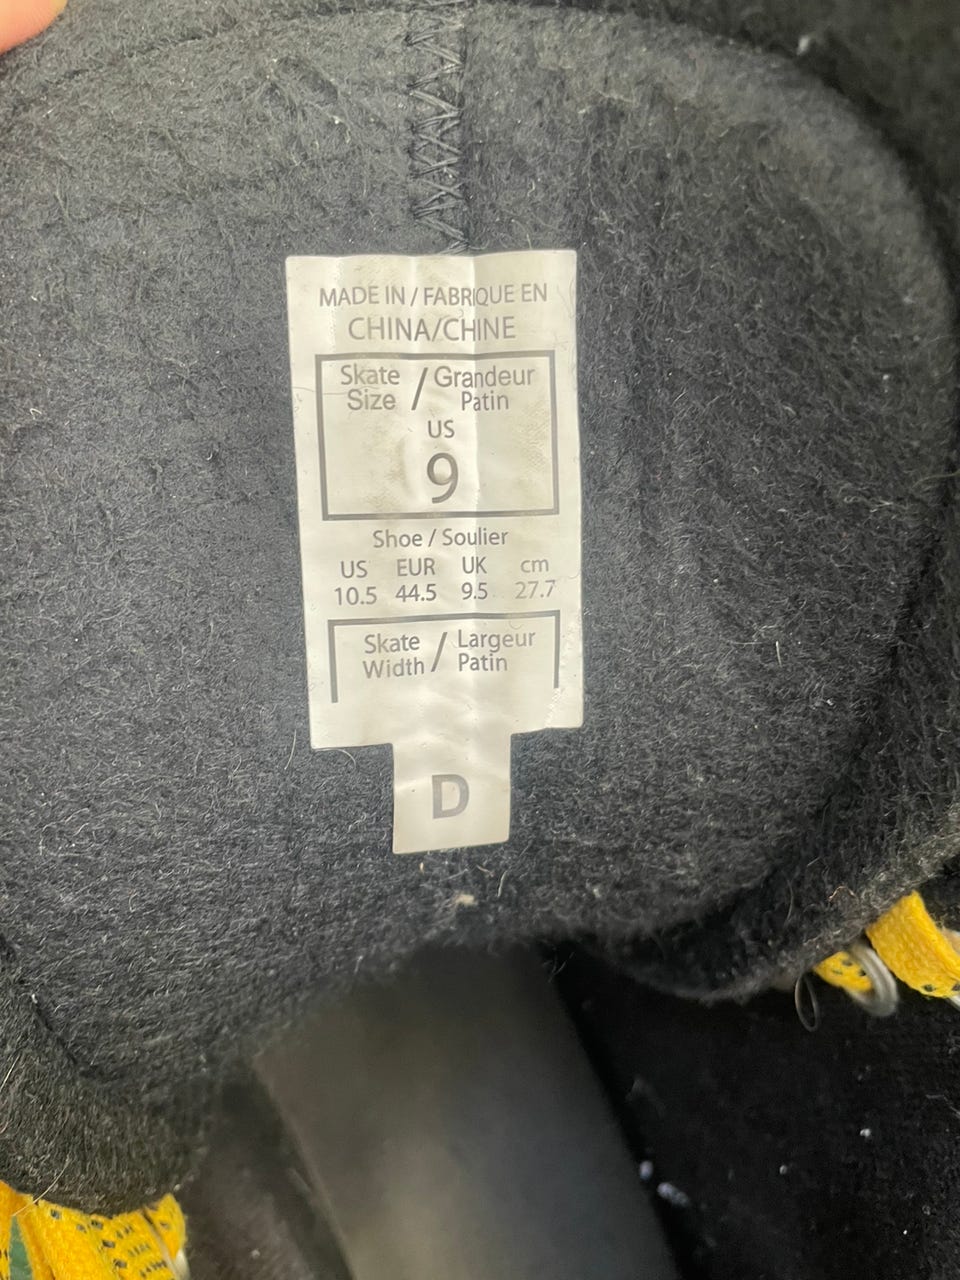 MADE IN / FABRIQUE EN
CHINA/CHINE
Skate Size / Grandeur Patin
US
9
Shoe / Soulier
US EUR UK cm
10.5 44.5 9.5 27.7
Skate Width / Largeur Patin
D